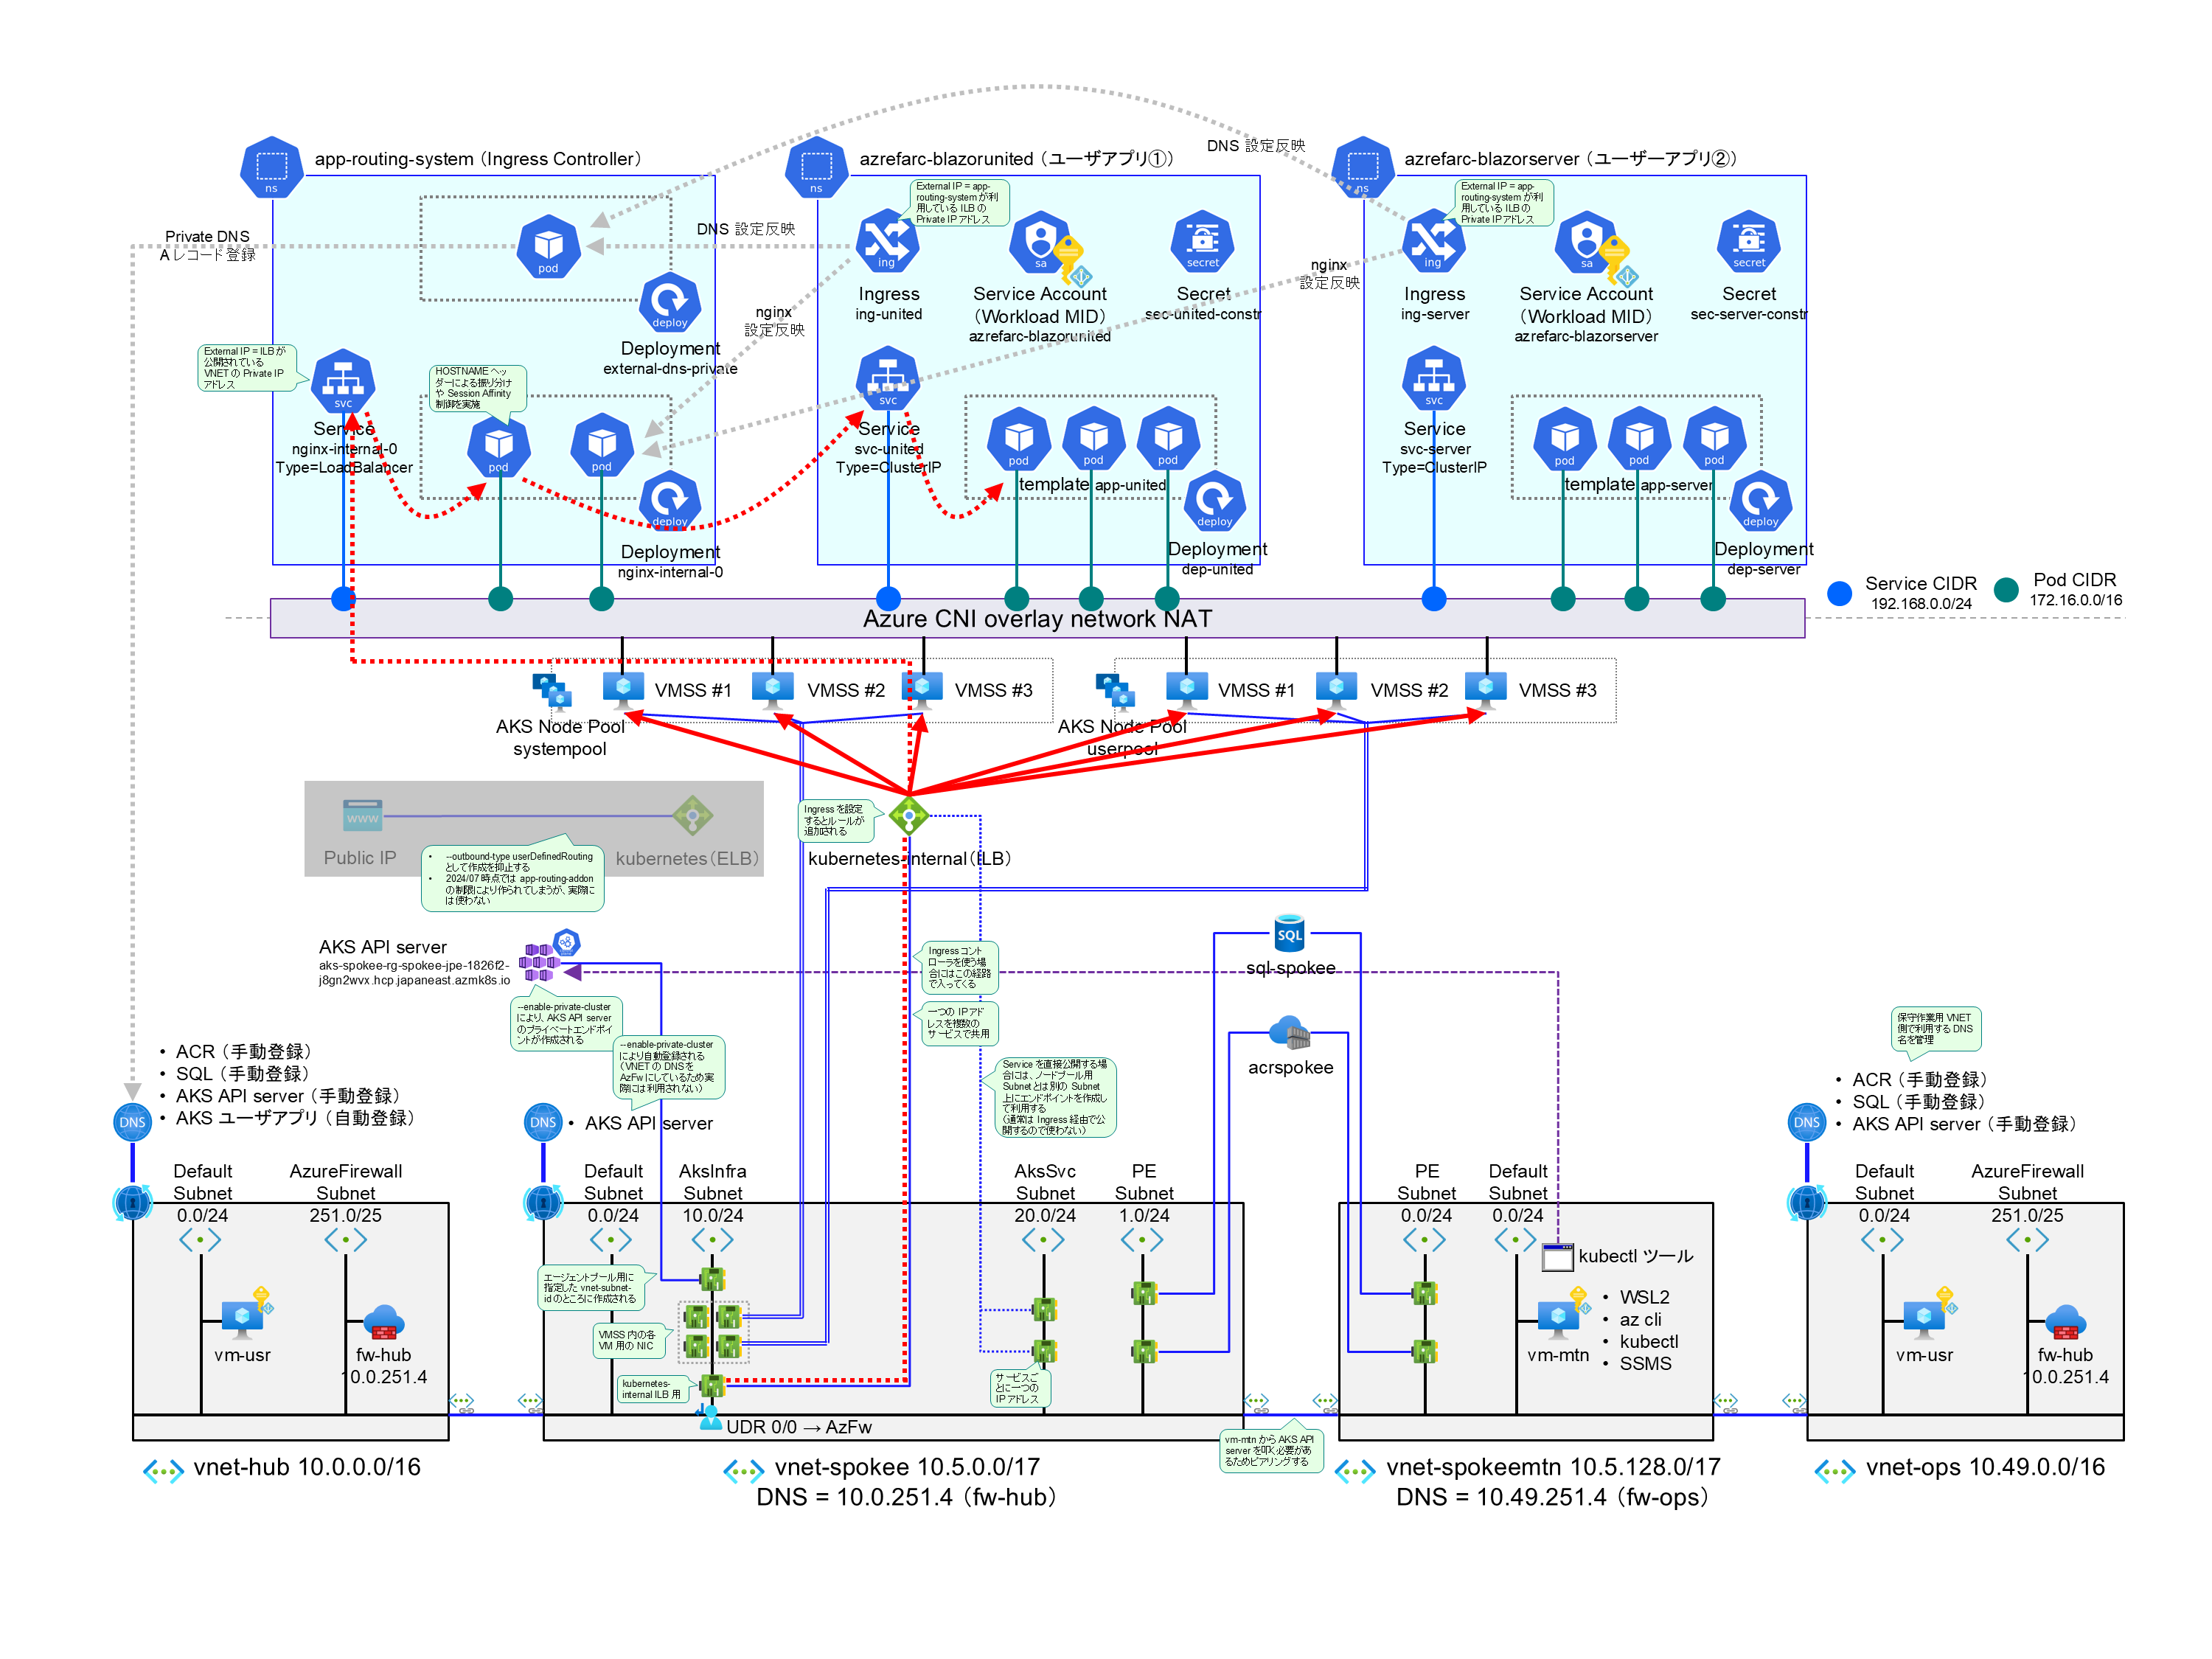 DNS 設定反映
ns
app-routing-system（Ingress Controller）
ns
azrefarc-blazorunited（ユーザアプリ①）
ns
azrefarc-blazorserver（ユーザーアプリ②）
Private DNS
A レコード登録
pod
deploy
Deployment
external-dns-private
DNS 設定反映
nginx
設定反映
External IP = ILB が
公開されている
VNET の Private IP
アドレス
svc
Service
nginx-internal-0
Type=LoadBalancer
HOSTNAME ヘッ
ダーによる振り分け
や Session Affinity
制御を実施
pod
pod
deploy
Deployment
nginx-internal-0
External IP = app-
routing-system が利
用している ILB の
Private IP アドレス
ing
Ingress
ing-united
sa
Service Account
（Workload MID）
azrefarc-blazorunited
secret
Secret
sec-united-constr
svc
Service
svc-united
Type=ClusterIP
pod
pod
pod
template app-united
deploy
Deployment
dep-united
nginx
設定反映
External IP = app-
routing-system が利
用している ILB の
Private IP アドレス
ing
Ingress
ing-server
sa
Service Account
（Workload MID）
azrefarc-blazorserver
secret
Secret
sec-server-constr
svc
Service
svc-server
Type=ClusterIP
pod
pod
pod
template app-server
deploy
Deployment
dep-server
Service CIDR
192.168.0.0/24
Pod CIDR
172.16.0.0/16
Azure CNI overlay network NAT
VMSS #1
VMSS #2
VMSS #3
AKS Node Pool
systempool
VMSS #1
VMSS #2
VMSS #3
AKS Node Pool
userpool
WWW
Public IP
kubernetes（ELB）
• --outbound-type userDefinedRouting
として作成を抑止する
• 2024/07 時点では app-routing-addon
の制限により作られてしまうが、実際に
は使わない
Ingress を設定
するとルールが
追加される
kubernetes-internal（ILB）
AKS API server
aks-spokee-rg-spokee-jpe-1826f2-
j8gn2wvx.hcp.japaneast.azmk8s.io
--enable-private-cluster
により、AKS API server
のプライベートエンドポイ
ントが作成される
--enable-private-cluster
により自動登録される
（VNET の DNS を
AzFw にしているため実
際には利用されない）
Ingress コント
ローラを使う場
合にはこの経路
で入ってくる
一つの IP アド
レスを複数の
サービスで共用
Service を直接公開する場
合には、ノードプール用
Subnet とは別の Subnet
上にエンドポイントを作成し
て利用する
（通常は Ingress 経由で公
開するので使わない）
SQL
sql-spokee
acrspokee
保守作業用 VNET
側で利用する DNS
名を管理
• ACR（手動登録）
• SQL（手動登録）
• AKS API server（手動登録）
• AKS ユーザアプリ（自動登録）
DNS
DNS
• AKS API server
• ACR（手動登録）
• SQL（手動登録）
• AKS API server（手動登録）
DNS
Default
Subnet
0.0/24
AzureFirewall
Subnet
251.0/25
vm-usr
fw-hub
10.0.251.4
Default
Subnet
0.0/24
AksInfra
Subnet
10.0/24
エージェントプール用に
指定した vnet-subnet-
id のところに作成される
VMSS 内の各
VM 用の NIC
kubernetes-
internal ILB 用
UDR 0/0 → AzFw
AksSvc
Subnet
20.0/24
サービスご
とに一つの
IP アドレス
PE
Subnet
1.0/24
vm-mtn から AKS API
server を叩く必要があ
るためピアリングする
PE
Subnet
0.0/24
Default
Subnet
0.0/24
kubectl ツール
vm-mtn
• WSL2
• az cli
• kubectl
• SSMS
Default
Subnet
0.0/24
AzureFirewall
Subnet
251.0/25
vm-usr
fw-hub
10.0.251.4
vnet-hub 10.0.0.0/16
vnet-spokee 10.5.0.0/17
DNS = 10.0.251.4（fw-hub）
vnet-spokeemtn 10.5.128.0/17
DNS = 10.49.251.4（fw-ops）
vnet-ops 10.49.0.0/16